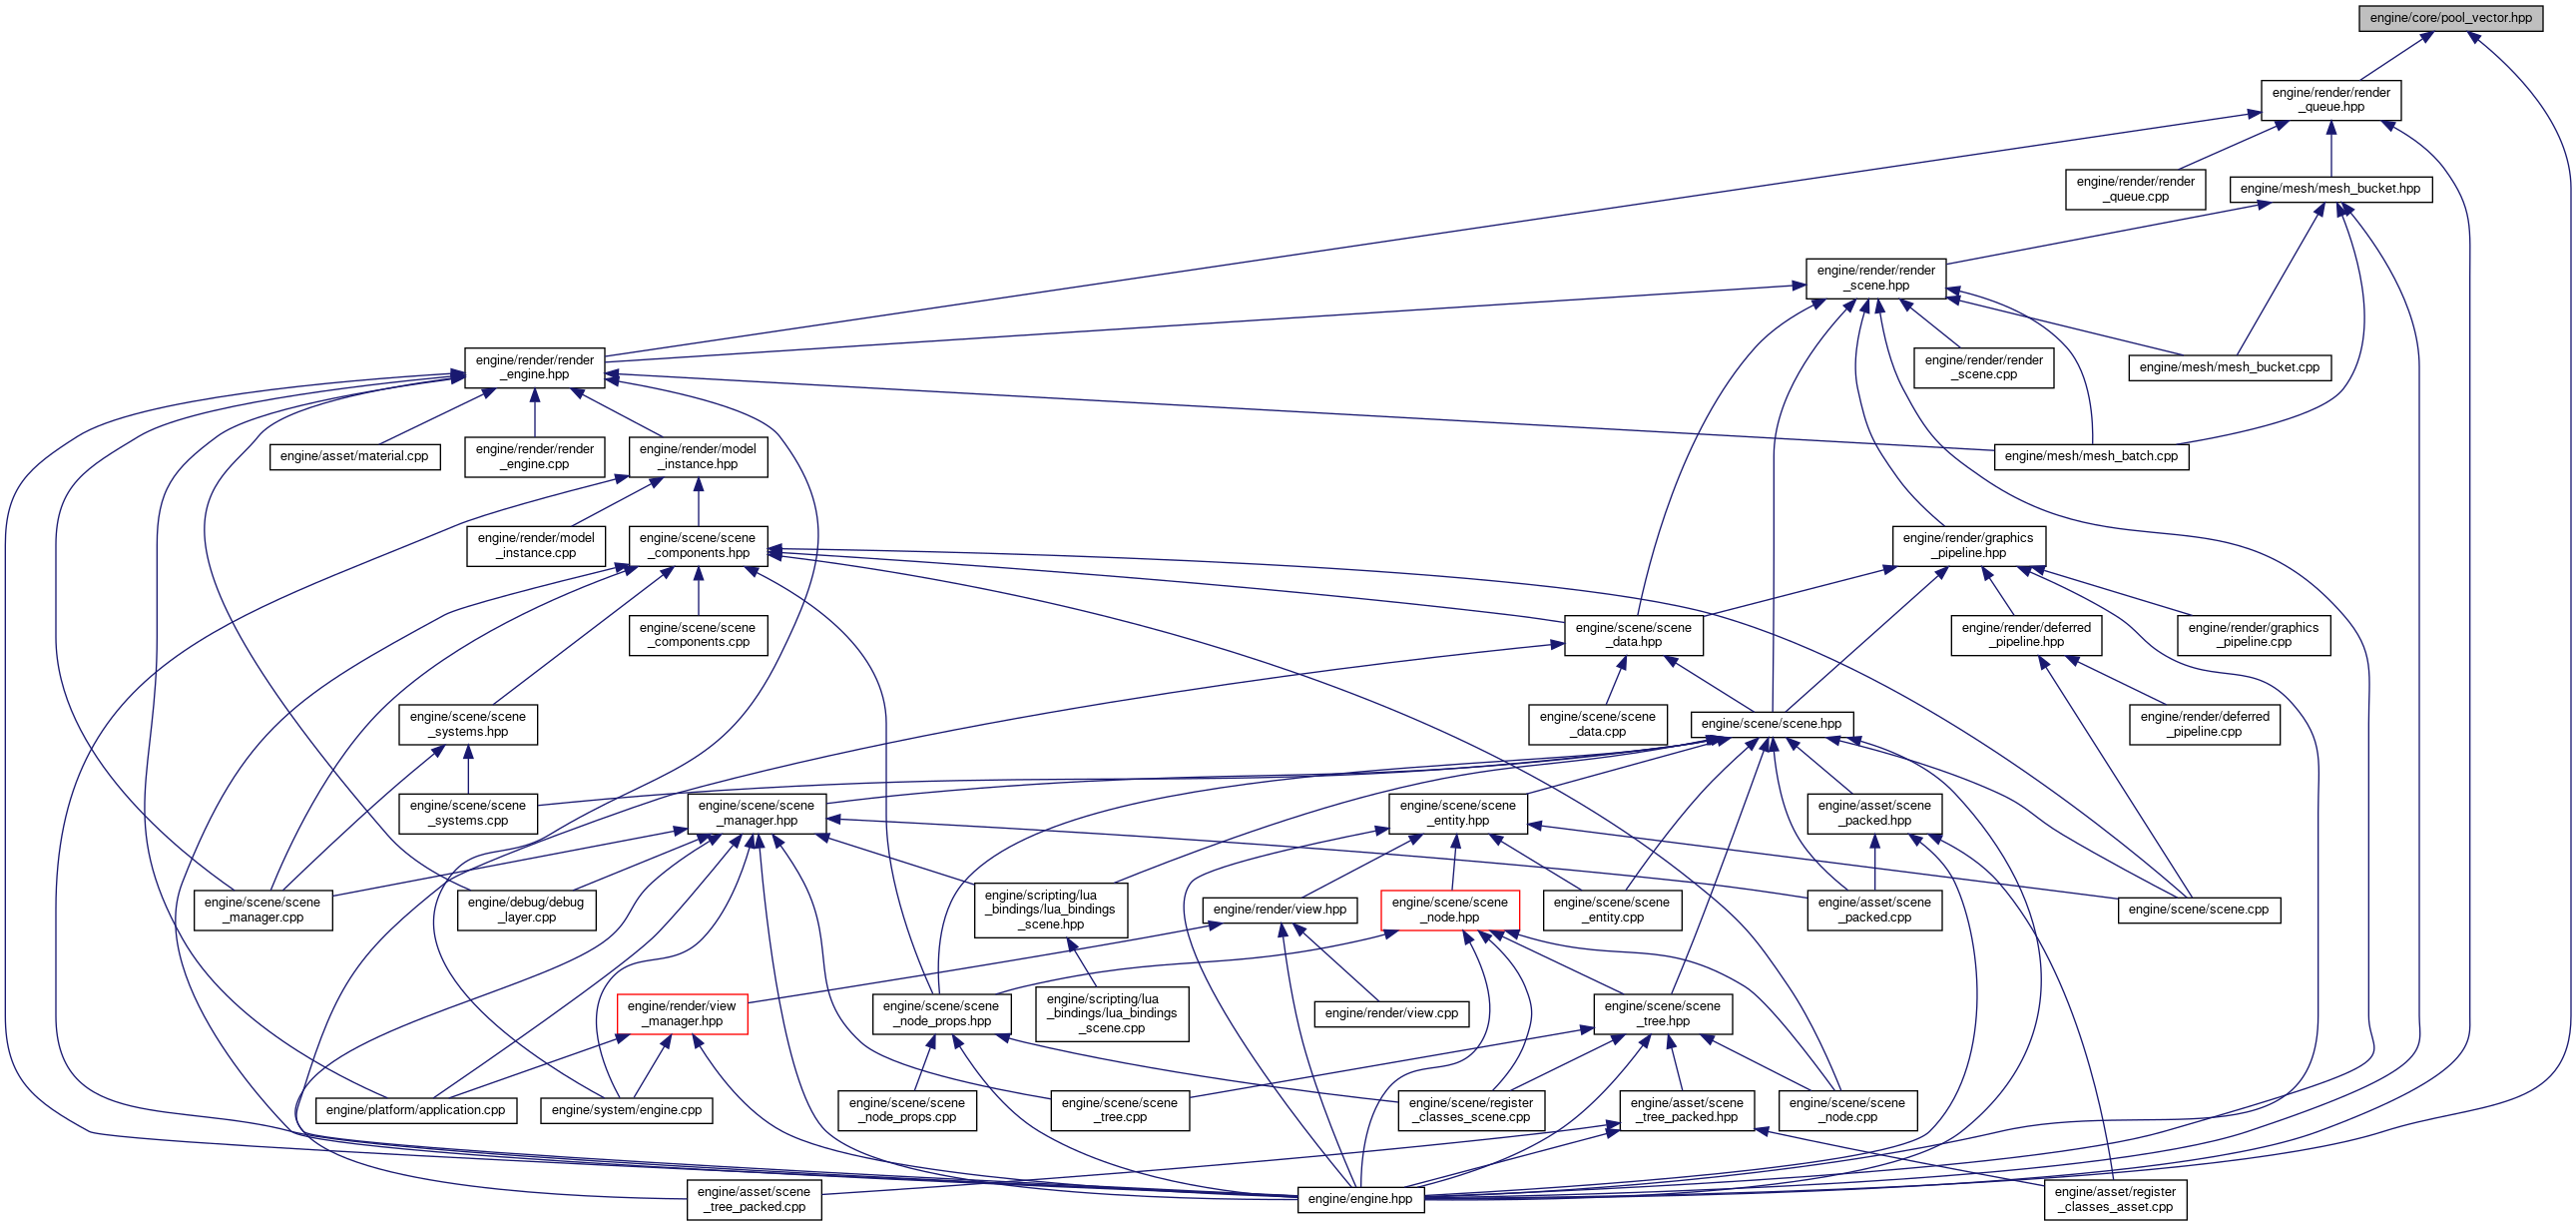 engine/core/pool_vector.hpp
engine/render/render
_queue.hpp
engine/render/render
_queue.cpp
engine/mesh/mesh_bucket.hpp
engine/render/render
_scene.hpp
engine/render/render
_engine.hpp
engine/render/render
_scene.cpp
engine/mesh/mesh_bucket.cpp
engine/asset/material.cpp
engine/render/render
_engine.cpp
engine/render/model
_instance.hpp
engine/mesh/mesh_batch.cpp
engine/render/model
_instance.cpp
engine/scene/scene
_components.hpp
engine/render/graphics
_pipeline.hpp
engine/scene/scene
_components.cpp
engine/scene/scene
_data.hpp
engine/render/deferred
_pipeline.hpp
engine/render/graphics
_pipeline.cpp
engine/scene/scene
_systems.hpp
engine/scene/scene
_data.cpp
engine/scene/scene.hpp
engine/render/deferred
_pipeline.cpp
engine/scene/scene
_systems.cpp
engine/scene/scene
_manager.hpp
engine/scene/scene
_entity.hpp
engine/asset/scene
_packed.hpp
engine/scene/scene
_manager.cpp
engine/debug/debug
_layer.cpp
engine/scripting/lua
_bindings/lua_bindings
_scene.hpp
engine/render/view.hpp
engine/scene/scene
_node.hpp
engine/scene/scene
_entity.cpp
engine/asset/scene
_packed.cpp
engine/scene/scene.cpp
engine/render/view
_manager.hpp
engine/scene/scene
_node_props.hpp
engine/scripting/lua
_bindings/lua_bindings
_scene.cpp
engine/render/view.cpp
engine/scene/scene
_tree.hpp
engine/platform/application.cpp
engine/system/engine.cpp
engine/scene/scene
_node_props.cpp
engine/scene/scene
_tree.cpp
engine/scene/register
_classes_scene.cpp
engine/asset/scene
_tree_packed.hpp
engine/scene/scene
_node.cpp
engine/asset/scene
_tree_packed.cpp
engine/engine.hpp
engine/asset/register
_classes_asset.cpp